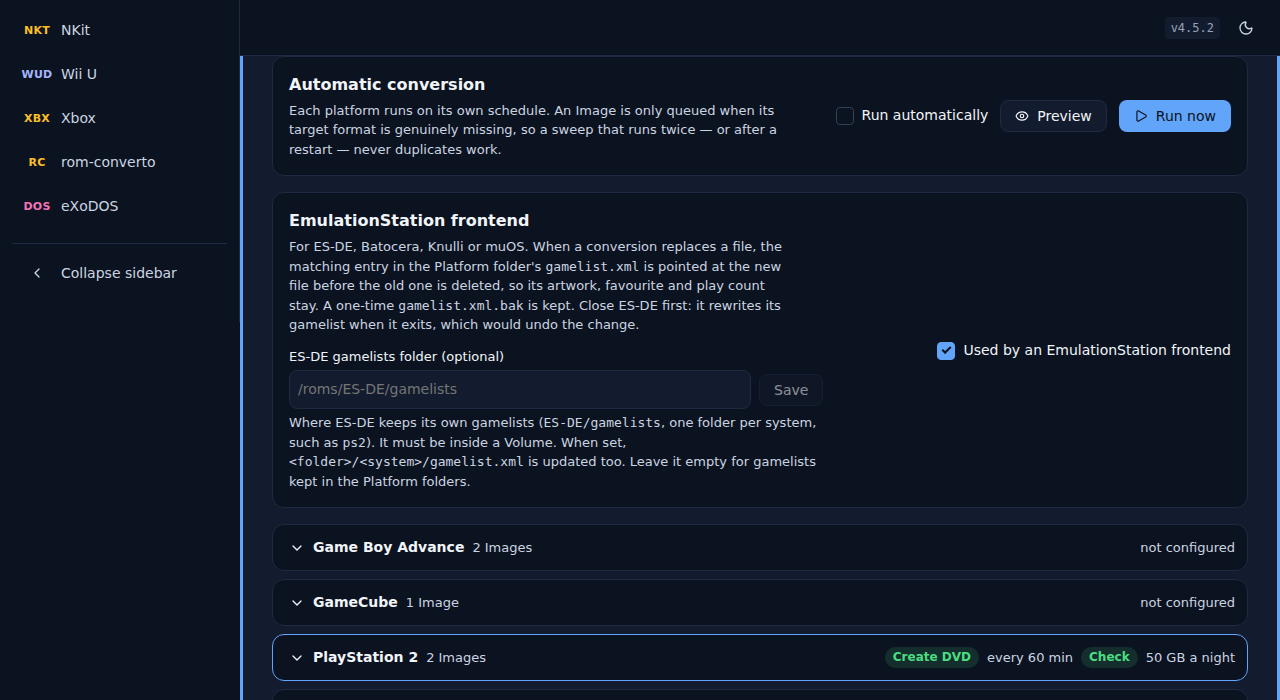 NKT NKit
WUD Wii U
XBX Xbox
RC rom-converto
DOS eXoDOS
Collapse sidebar
v4.5.2
Automatic conversion
Each platform runs on its own schedule. An Image is only queued when its
target format is genuinely missing, so a sweep that runs twice — or after a
restart — never duplicates work.
Run automatically
Preview
Run now
EmulationStation frontend
For ES-DE, Batocera, Knulli or muOS. When a conversion replaces a file, the
matching entry in the Platform folder's gamelist.xml is pointed at the new
file before the old one is deleted, so its artwork, favourite and play count
stay. A one-time gamelist.xml.bak is kept. Close ES-DE first: it rewrites its
gamelist when it exits, which would undo the change.
ES-DE gamelists folder (optional)
/roms/ES-DE/gamelists
Save
Where ES-DE keeps its own gamelists (ES-DE/gamelists, one folder per system,
such as ps2). It must be inside a Volume. When set,
<folder>/<system>/gamelist.xml is updated too. Leave it empty for gamelists
kept in the Platform folders.
Used by an EmulationStation frontend
Game Boy Advance 2 Images not configured
GameCube 1 Image not configured
PlayStation 2 2 Images Create DVD every 60 min Check 50 GB a night